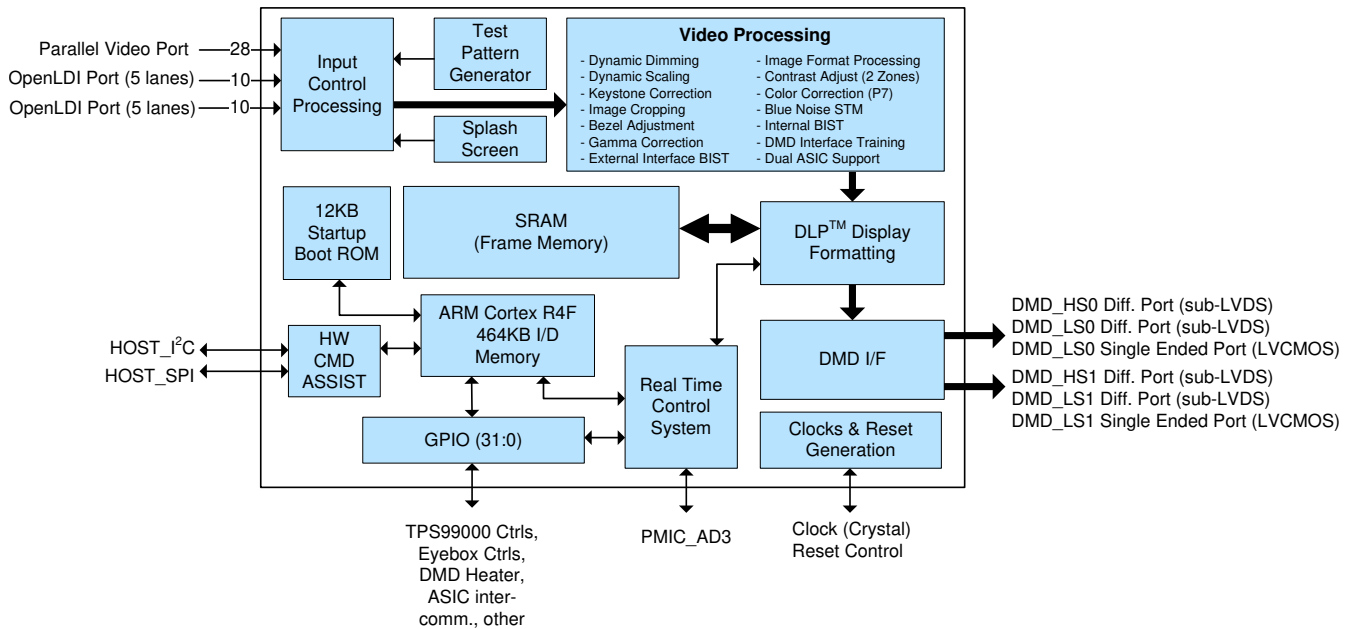 Parallel Video Port
28
OpenLDI Port (5 lanes)
10
OpenLDI Port (5 lanes)
10
Input
Control
Processing
Test
Pattern
Generator
Splash
Screen
Video Processing
- Dynamic Dimming
- Dynamic Scaling
- Keystone Correction
- Image Cropping
- Bezel Adjustment
- Gamma Correction
- External Interface BIST
- Image Format Processing
- Contrast Adjust (2 Zones)
- Color Correction (P7)
- Blue Noise STM
- Internal BIST
- DMD Interface Training
- Dual ASIC Support
12KB
Startup
Boot ROM
SRAM
(Frame Memory)
DLP™ Display
Formatting
HOST_I²C
HOST_SPI
HW
CMD
ASSIST
ARM Cortex R4F
464KB I/D
Memory
Real Time
Control
System
DMD I/F
DMD_HS0 Diff. Port (sub-LVDS)
DMD_LS0 Diff. Port (sub-LVDS)
DMD_LS0 Single Ended Port (LVCMOS)
DMD_HS1 Diff. Port (sub-LVDS)
DMD_LS1 Diff. Port (sub-LVDS)
DMD_LS1 Single Ended Port (LVCMOS)
GPIO (31:0)
Clocks & Reset
Generation
TPS99000 Ctrls,
Eyebox Ctrls,
DMD Heater,
ASIC inter-
comm., other
PMIC_AD3
Clock (Crystal)
Reset Control